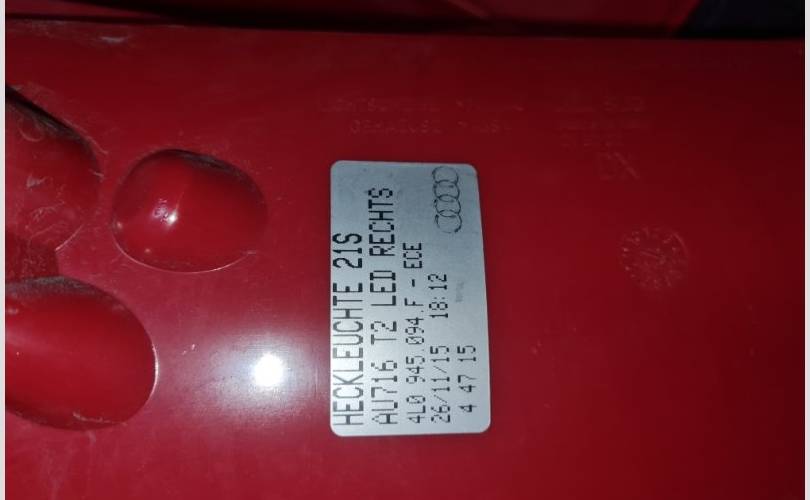 HECKLEUCHTE 21S
AU716 T2 LED RECHTS
4L0 945.094.F - ECE
26/11/15 18:12
4 47 15